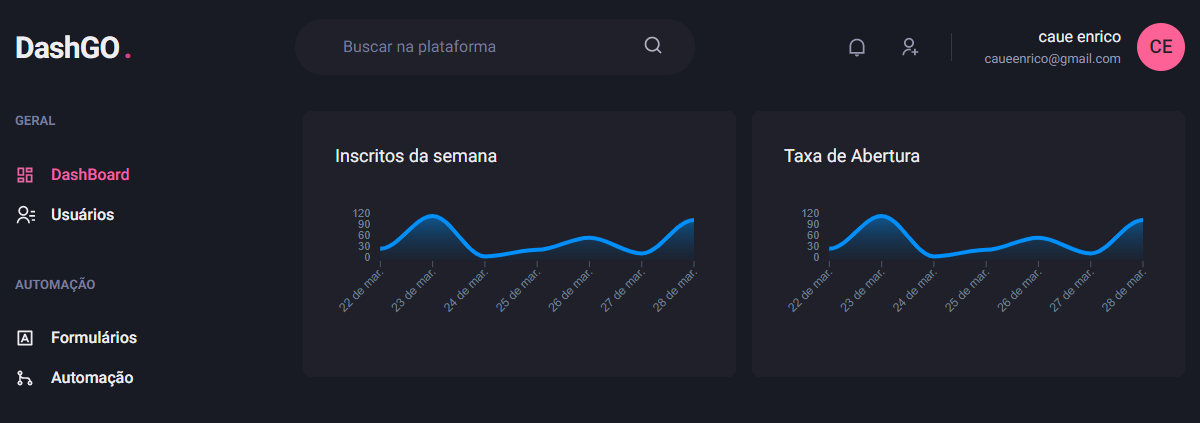 DashGO.
Buscar na plataforma
caue enrico
caueenrico@gmail.com
CE
GERAL
DashBoard
Usuários
AUTOMAÇÃO
Formulários
Automação
Inscritos da semana
120
90
60
30
0
22 de mar.
23 de mar.
24 de mar.
25 de mar.
26 de mar.
27 de mar.
28 de mar.
Taxa de Abertura
120
90
60
30
0
22 de mar.
23 de mar.
24 de mar.
25 de mar.
26 de mar.
27 de mar.
28 de mar.